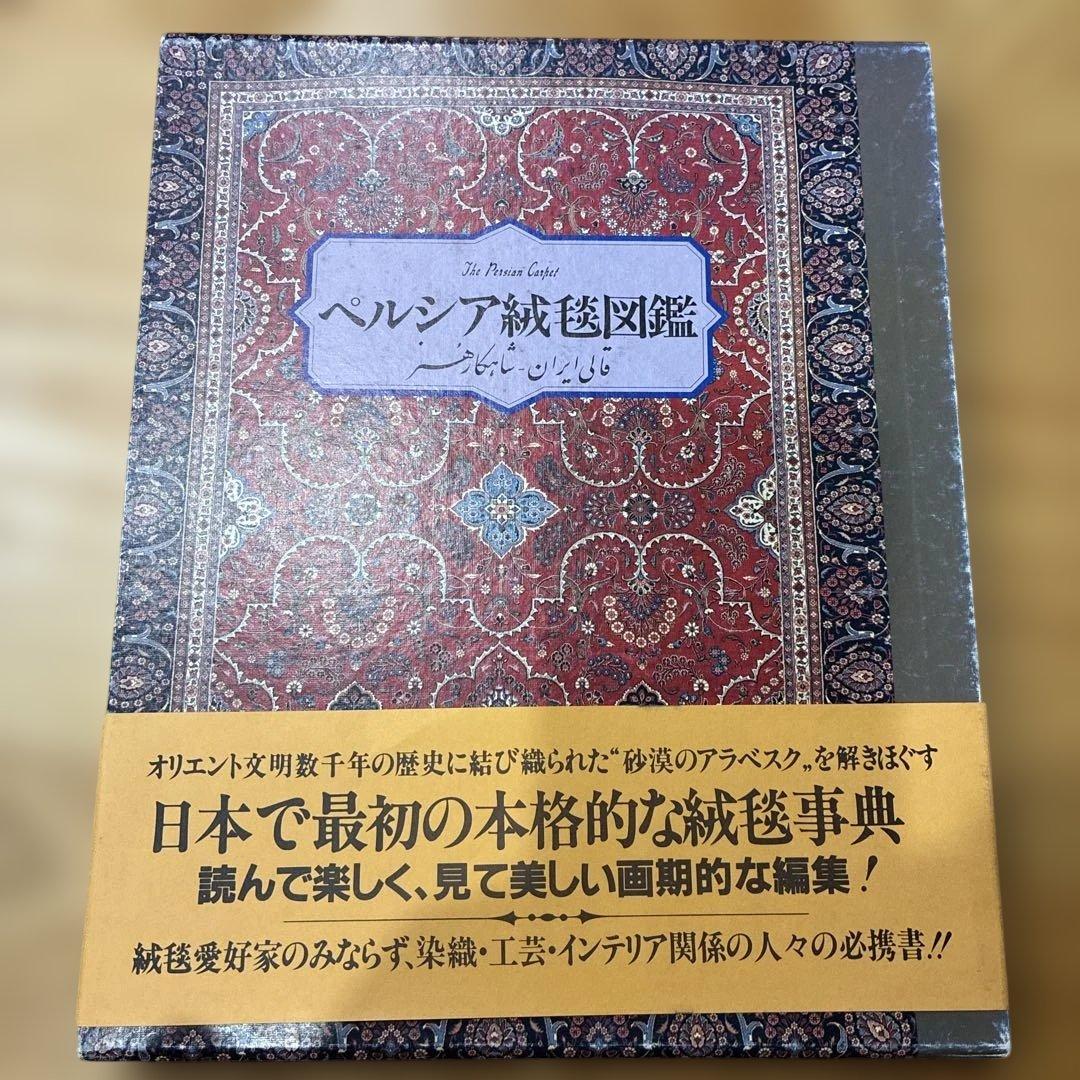 The Persian Carpet
ペルシア絨毯図鑑
قالی ایران - شاهکار هنر
オリエント文明数千年の歴史に結び織られた“砂漠のアラベスク„を解きほぐす
日本で最初の本格的な絨毯事典
読んで楽しく、見て美しい画期的な編集!
絨毯愛好家のみならず、染織・工芸・インテリア関係の人々の必携書!!